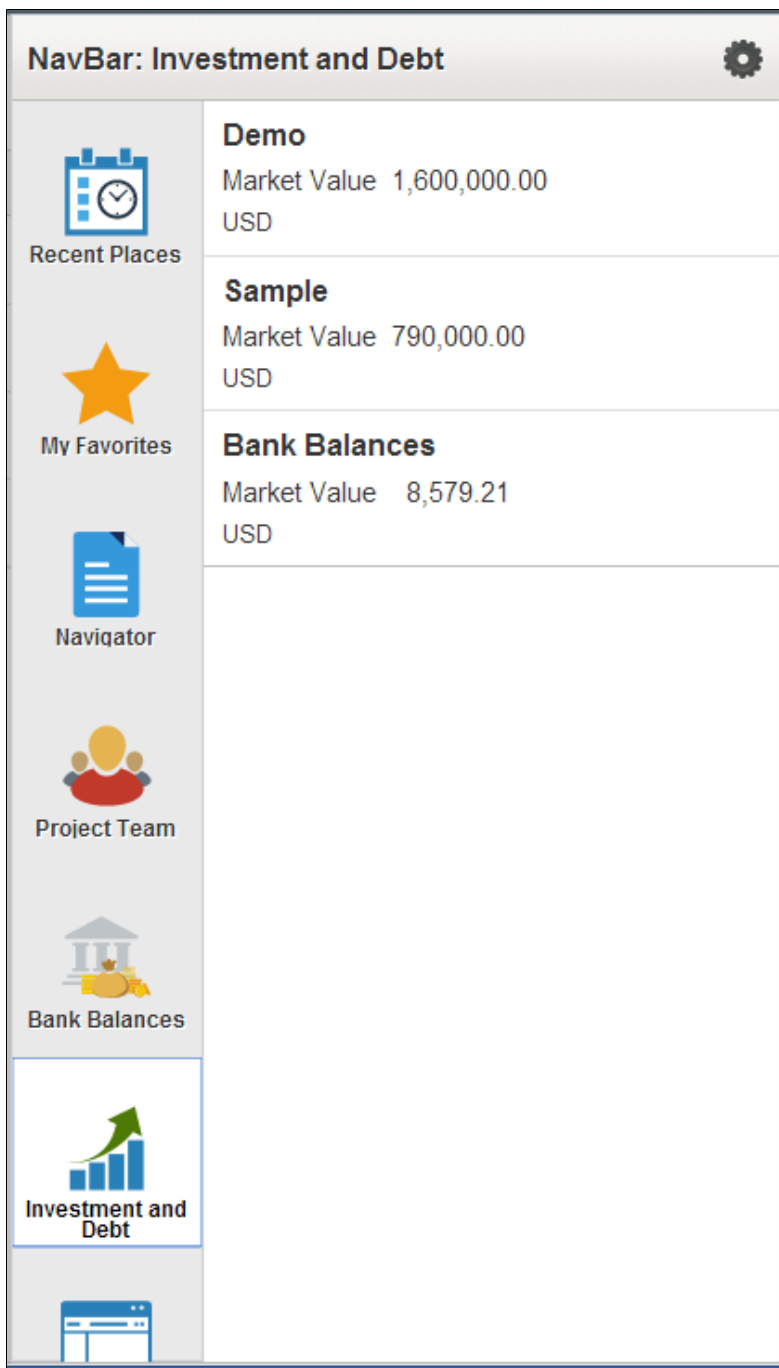 NavBar: Investment and Debt
Recent Places
My Favorites
Navigator
Project Team
Bank Balances
Investment and
Debt
Demo
Market Value 1,600,000.00
USD
Sample
Market Value 790,000.00
USD
Bank Balances
Market Value 8,579.21
USD